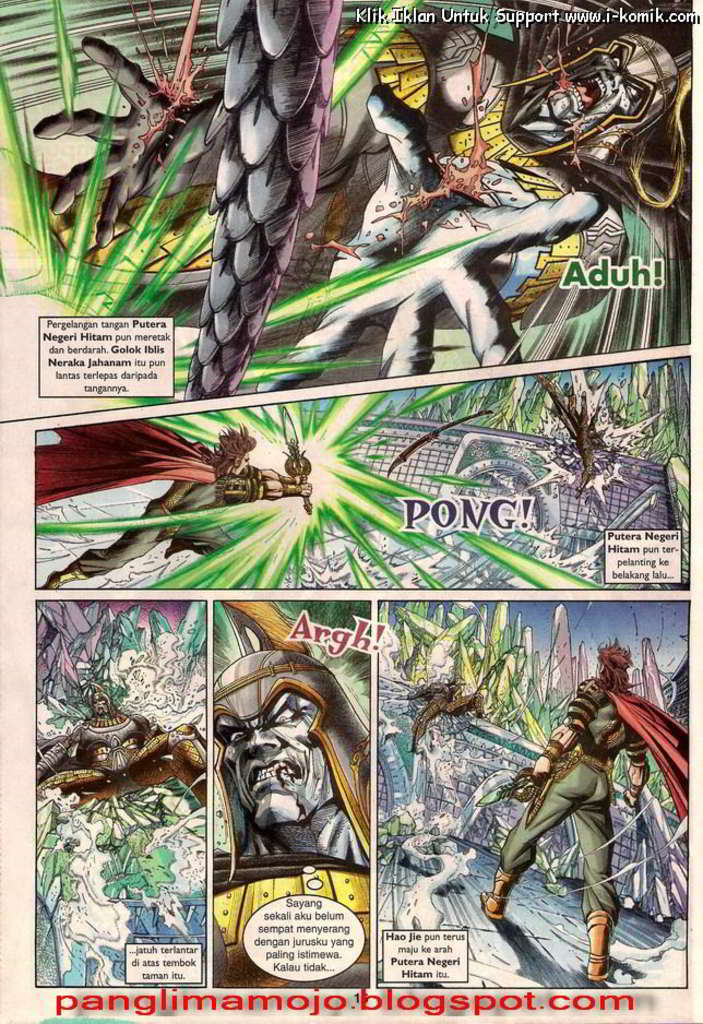 Klik Iklan Untuk Support www.i-komik.com
Aduh!
Pergelangan tangan Putera
Negeri Hitam pun meretak
dan berdarah. Golok Iblis
Neraka Jahanam itu pun
lantas terlepas daripada
tangannya.
PONG!
Putera Negeri
Hitam pun ter-
pelanting ke
belakang lalu...
...jatuh terlantar
di atas tembok
taman itu.
Argh!
Sayang
sekali aku belum
sempat menyerang
dengan jurusku yang
paling istimewa.
Kalau tidak...
Hao Jie pun terus
maju ke arah
Putera Negeri
Hitam itu.
panglimamojo.blogspot.com